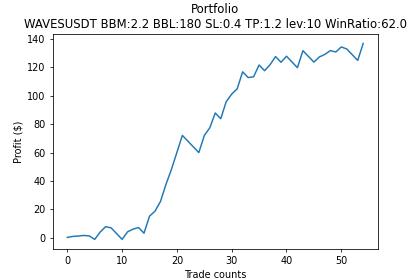 Portfolio
WAVESUSDT BBM:2.2 BBL:180 SL:0.4 TP:1.2 lev:10 WinRatio:62.0
Profit ($)
140
120
100
80
60
40
20
0
0 10 20 30 40 50
Trade counts